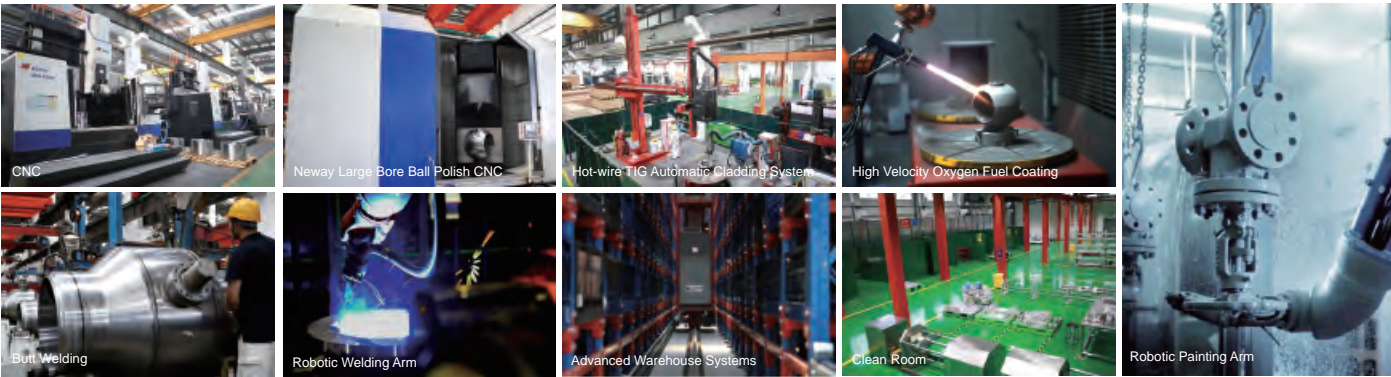 CNC
Neway Large Bore Ball Polish CNC
Hot-wire TIG Automatic Cladding System
High Velocity Oxygen Fuel Coating
Butt Welding
Robotic Welding Arm
Advanced Warehouse Systems
Clean Room
Robotic Painting Arm